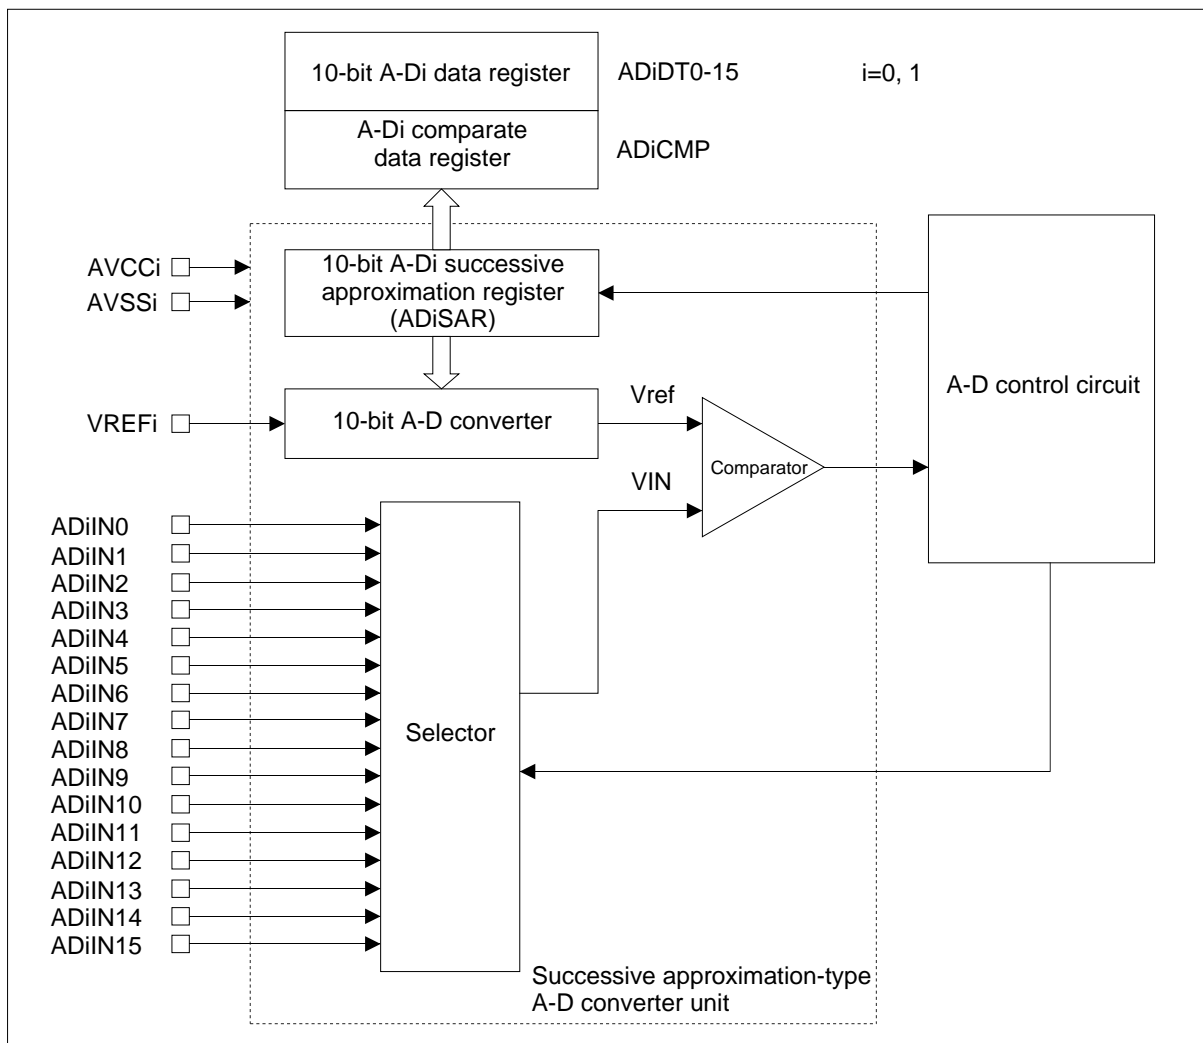 10-bit A-Di data register
ADiDT0-15
i=0, 1
A-Di comparate
data register
ADiCMP
AVCCi
AVSSi
10-bit A-Di successive
approximation register
(ADiSAR)
A-D control circuit
VREFi
10-bit A-D converter
Vref
Comparator
VIN
ADiIN0
ADiIN1
ADiIN2
ADiIN3
ADiIN4
ADiIN5
ADiIN6
ADiIN7
ADiIN8
ADiIN9
ADiIN10
ADiIN11
ADiIN12
ADiIN13
ADiIN14
ADiIN15
Selector
Successive approximation-type
A-D converter unit